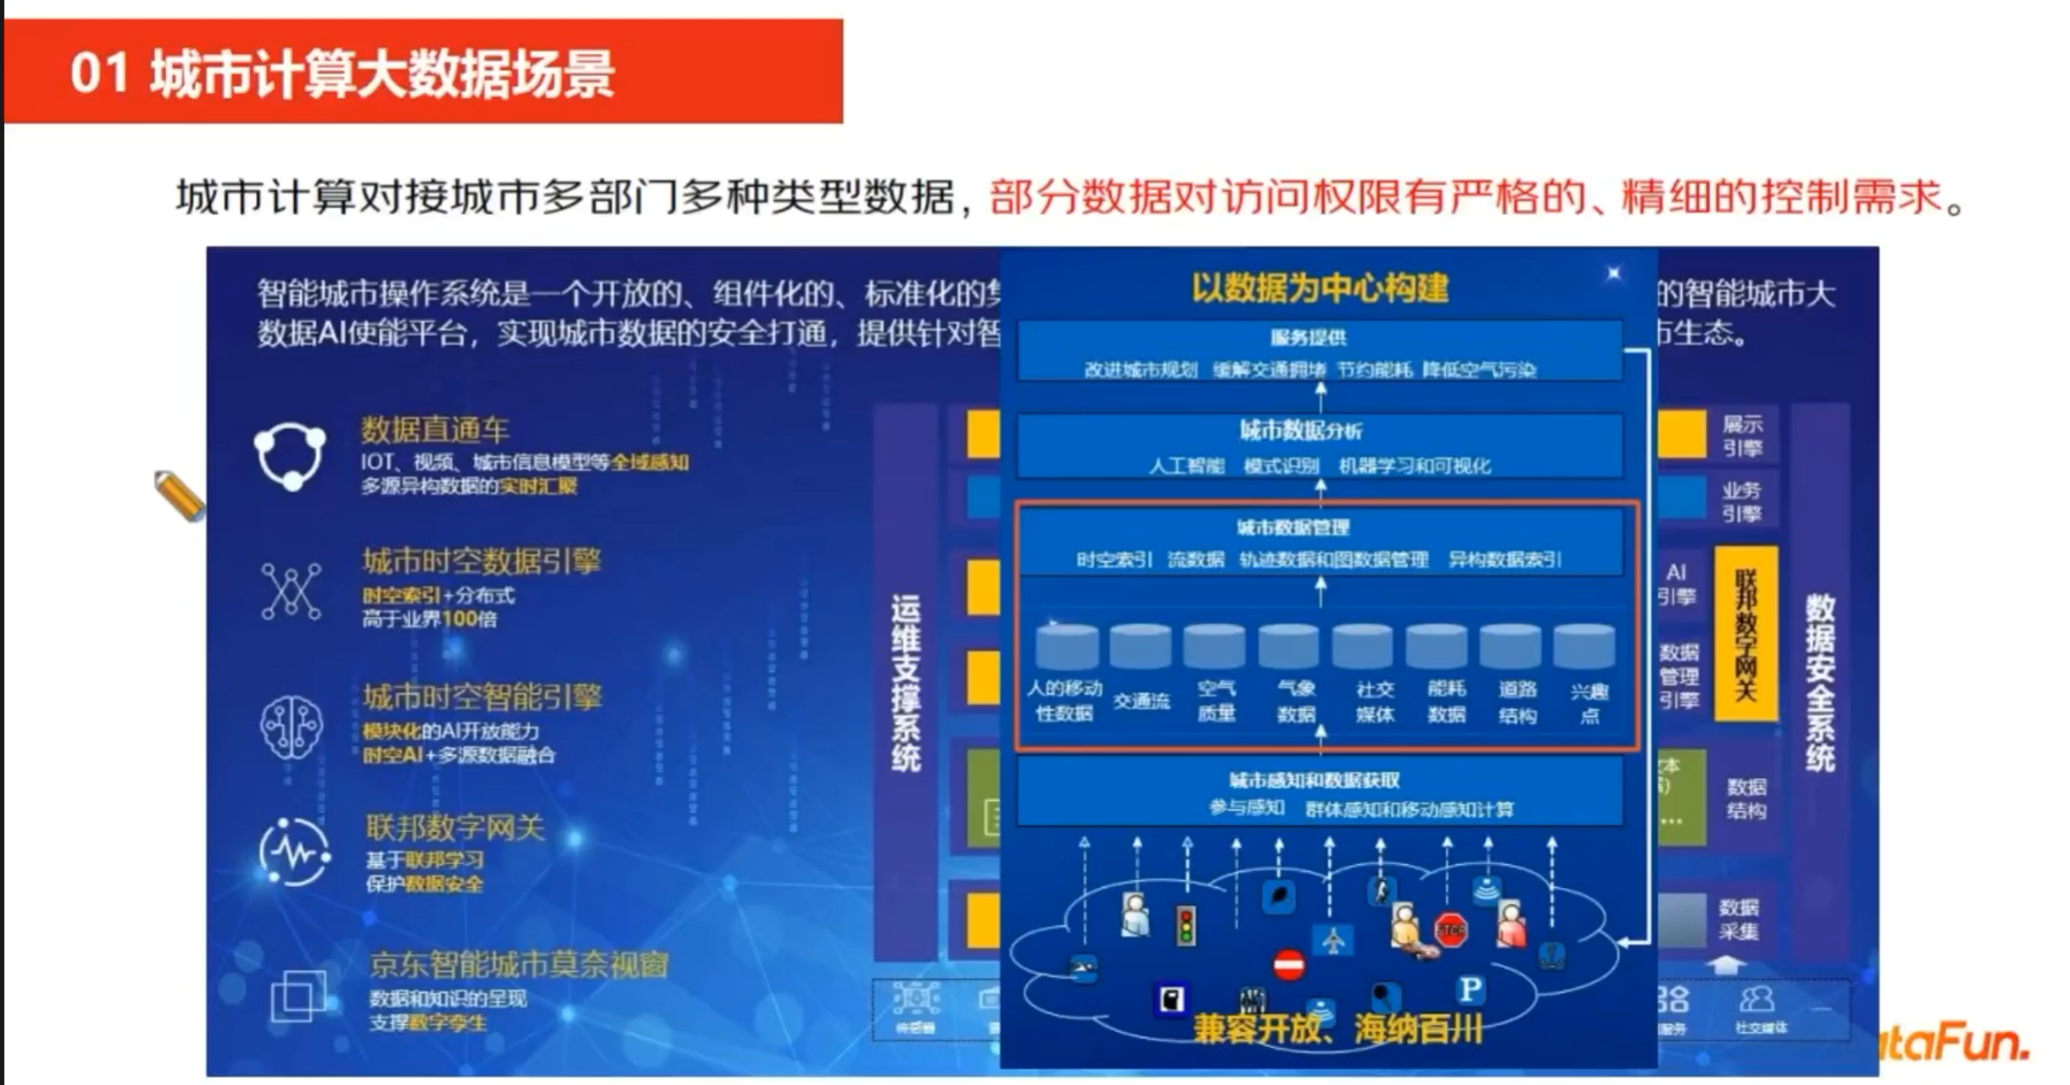 01 城市计算大数据场景
城市计算对接城市多部门多种类型数据，部分数据对访问权限有严格的、精细的控制需求。
智能城市操作系统是一个开放的、组件化的、标准化的
的智能城市大
数据AI使能平台，实现城市数据的安全打通，提供针对智
市生态。
数据直通车
IOT、视频、城市信息模型等全域感知
多源异构数据的实时汇聚
城市时空数据引擎
时空索引+分布式
高于业界100倍
城市时空智能引擎
模块化的AI开放能力
时空AI+多源数据融合
联邦数字网关
基于联邦学习
保护数据安全
京东智能城市莫奈视窗
数据和知识的呈现
支撑数字孪生
运维支撑系统
传感器
以数据为中心构建
服务提供
改进城市规划 缓解交通拥堵 节约能耗 降低空气污染
城市数据分析
人工智能 模式识别 机器学习和可视化
城市数据管理
时空索引 流数据 轨迹数据和图数据管理 异构数据索引
人的移动
性数据
交通流
空气
质量
气象
数据
社交
媒体
能耗
数据
道路
结构
兴趣
点
城市感知和数据获取
参与感知 群体感知和移动感知计算
STOP
P
兼容开放、海纳百川
展示
引擎
业务
引擎
AI
引擎
数据
管理
引擎
联邦数字网关
数据
结构
数据
采集
数据安全系统
服务
社交媒体
ataFun.